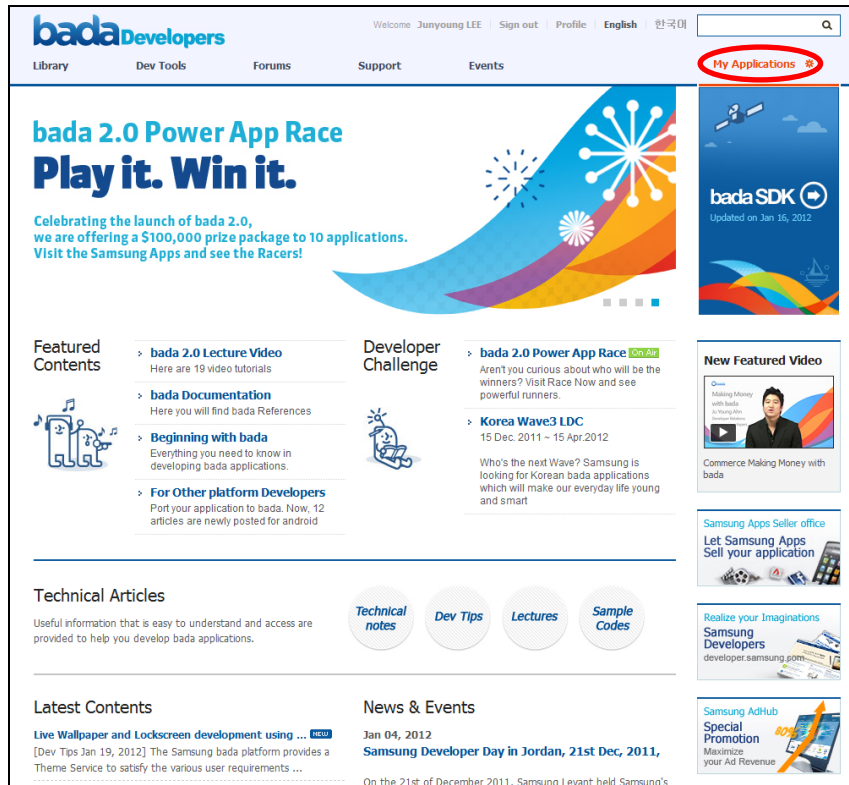 bada Developers
Welcome Junyoung LEE Sign out Profile English 한국어
Library Dev Tools Forums Support Events
My Applications
bada 2.0 Power App Race
Play it. Win it.
Celebrating the launch of bada 2.0,
we are offering a $100,000 prize package to 10 applications.
Visit the Samsung Apps and see the Racers!
bada SDK
Updated on Jan 16, 2012
Featured
Contents
bada 2.0 Lecture Video
Here are 19 video tutorials
bada Documentation
Here you will find bada References
Beginning with bada
Everything you need to know in
developing bada applications.
For Other platform Developers
Port your application to bada. Now, 12
articles are newly posted for android
Developer
Challenge
bada 2.0 Power App Race On Air
Aren't you curious about who will be the
winners? Visit Race Now and see
powerful runners.
Korea Wave3 LDC
15 Dec. 2011 ~ 15 Apr.2012
Who's the next Wave? Samsung is
looking for Korean bada applications
which will make our everyday life young
and smart
New Featured Video
Making Money
with bada
Commerce Making Money with
bada
Samsung Apps Seller office
Let Samsung Apps
Sell your application
Realize your Imaginations
Samsung
Developers
developer.samsung.com
Samsung AdHub
Special
Promotion
80%
Maximize
your Ad Revenue
Technical Articles
Useful information that is easy to understand and access are
provided to help you develop bada applications.
Technical
notes
Dev Tips
Lectures
Sample
Codes
Latest Contents
Live Wallpaper and Lockscreen development using ... NEW
[Dev Tips Jan 19, 2012] The Samsung bada platform provides a
Theme Service to satisfy the various user requirements ...
News & Events
Jan 04, 2012
Samsung Developer Day in Jordan, 21st Dec, 2011,
On the 21st of December 2011, Samsung Levant held Samsung's